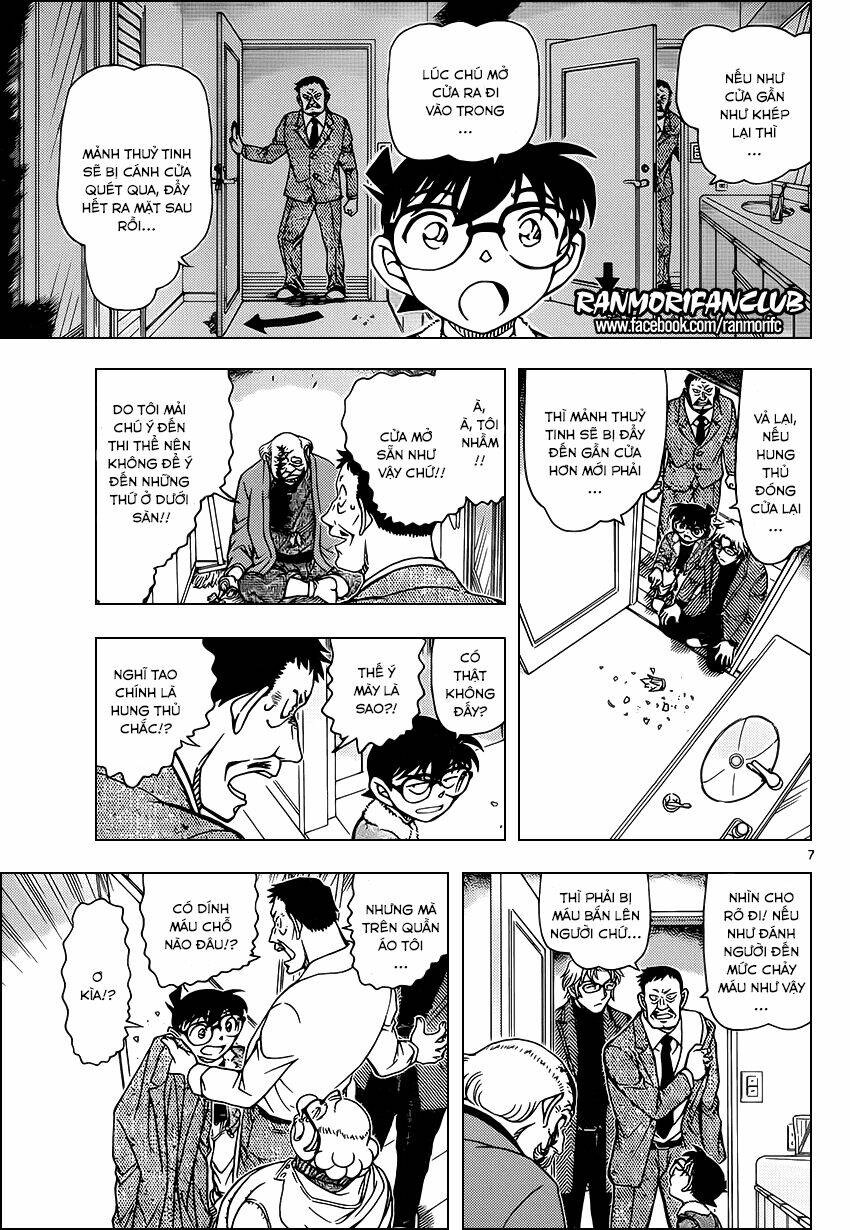 NẾU NHƯ
CỬA GẦN
NHƯ KHÉP
LẠI THÌ
...
LÚC CHÚ MỞ
CỬA RA ĐI
VÀO TRONG
...
MẢNH THUỶ TINH
SẼ BỊ CÁNH CỬA
QUÉT QUA, ĐẨY
HẾT RA MẶT SAU
RỒI...
RANMORIFANCLUB
www.facebook.com/ranmorifc
VẢ LẠI,
NẾU
HUNG
THỦ
ĐÓNG
CỬA LẠI
...
THÌ MẢNH THUỶ
TINH SẼ BỊ ĐẨY
ĐẾN GẦN CỬA
HƠN MỚI PHẢI
...
À,
À, TÔI
NHẦM
!!
CỬA MỞ
SẴN NHƯ
VẬY CHỨ!!
DO TÔI MẢI
CHÚ Ý ĐẾN
THI THỂ NÊN
KHÔNG ĐỂ Ý
ĐẾN NHỮNG
THỨ Ở DƯỚI
SÀN!!
CÓ
THẬT
KHÔNG
ĐẤY?
THẾ Ý
MÀY LÀ
SAO?!
NGHĨ TAO
CHÍNH LÀ
HUNG THỦ
CHẮC!?
7
NHÌN CHO
RÕ ĐI! NẾU
NHƯ ĐÁNH
NGƯỜI ĐẾN
MỨC CHẢY
MÁU NHƯ VẬY
...
THÌ PHẢI BỊ
MÁU BẮN LÊN
NGƯỜI CHỨ...
NHƯNG MÀ
TRÊN QUẦN
ÁO TÔI
...
CÓ DÍNH
MÁU CHỖ
NÀO ĐÂU!?
Ơ
KÌA!?